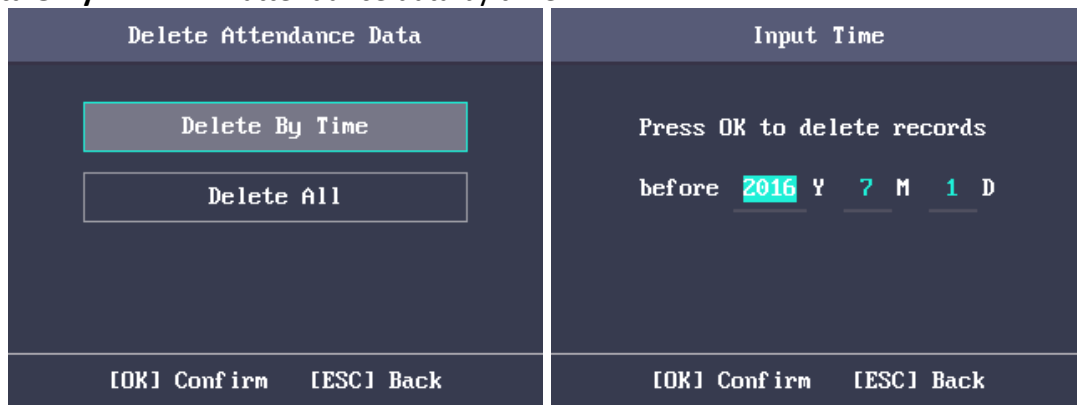 Delete Attendance Data
Delete By Time
Delete All
[OK] Confirm [ESC] Back
Input Time
Press OK to delete records
before 2016 Y 7 M 1 D
[OK] Confirm [ESC] Back